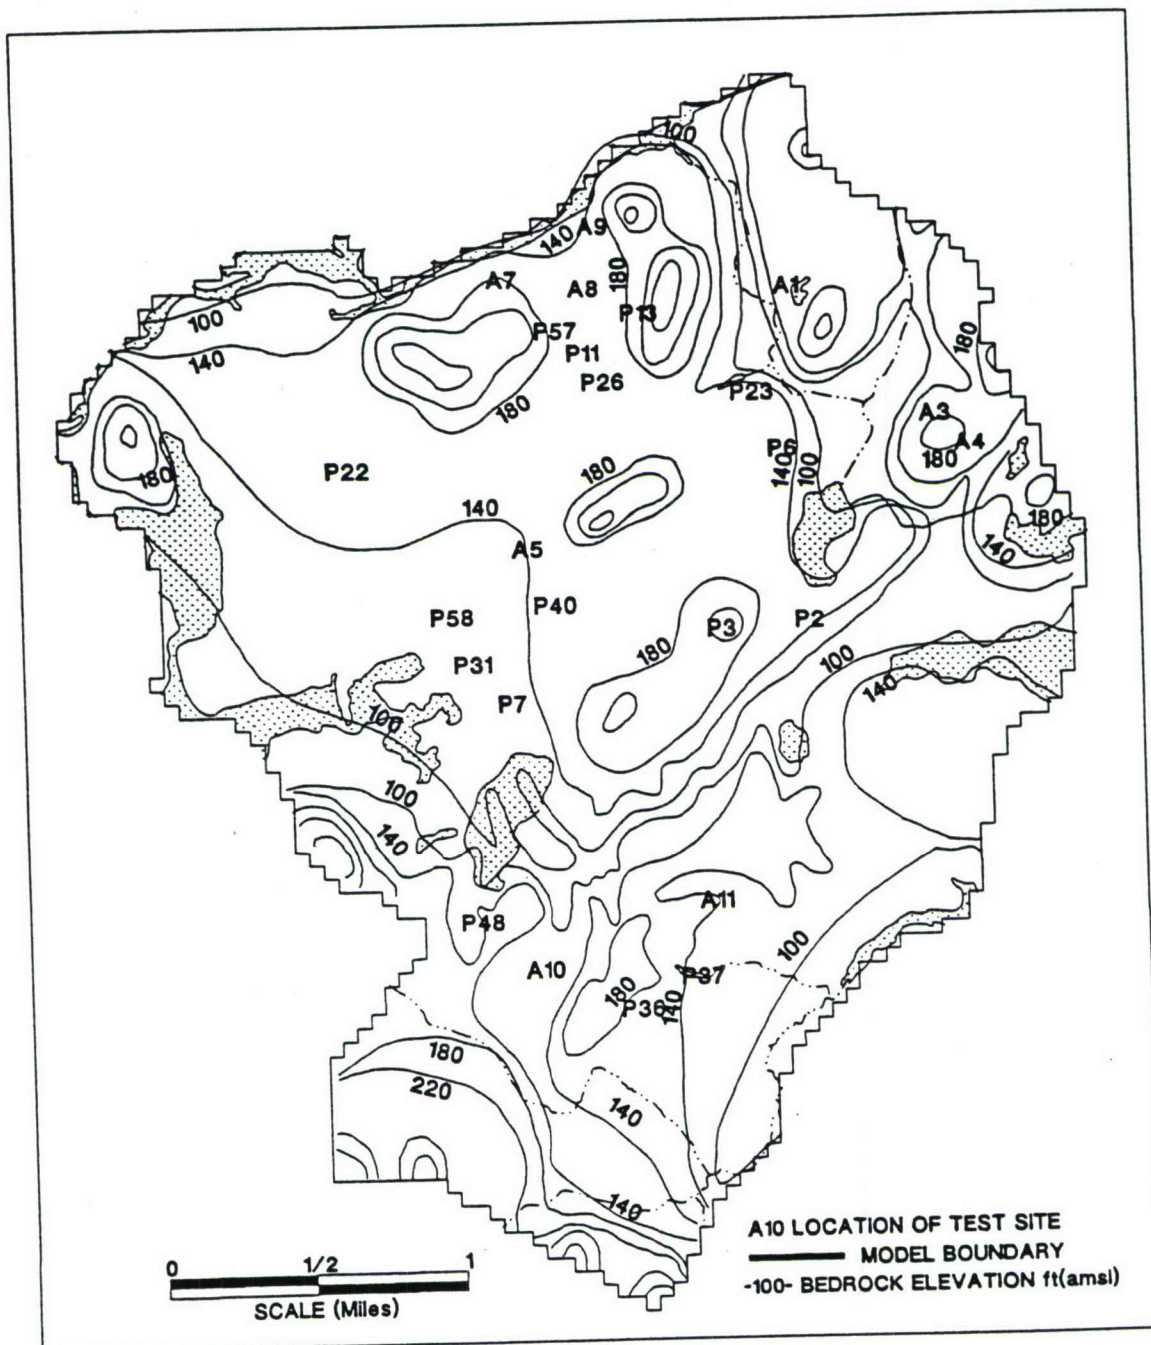 100
A9
140
180
A7
A8
A1
P13
100
P57
180
140
P11
P26
P23
A3
180
A4
180
P6
140
100
180
P22
180
180
140
140
A5
P40
P58
P3
P2
180
100
P31
140
P7
100
100
140
A11
P48
100
A10
P37
180
P36
140
180
220
140
140
A10 LOCATION OF TEST SITE
MODEL BOUNDARY
-100- BEDROCK ELEVATION ft(amsl)
0 1/2 1
SCALE (Miles)